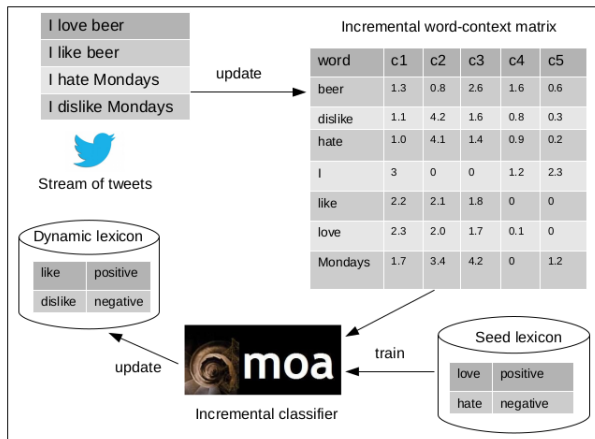 I love beer
I like beer
I hate Mondays
I dislike Mondays
Stream of tweets
update
Incremental word-context matrix
word c1 c2 c3 c4 c5
beer 1.3 0.8 2.6 1.6 0.6
dislike 1.1 4.2 1.6 0.8 0.3
hate 1.0 4.1 1.4 0.9 0.2
I 3 0 0 1.2 2.3
like 2.2 2.1 1.8 0 0
love 2.3 2.0 1.7 0.1 0
Mondays 1.7 3.4 4.2 0 1.2
Dynamic lexicon
like positive
dislike negative
update
moa
Incremental classifier
train
Seed lexicon
love positive
hate negative